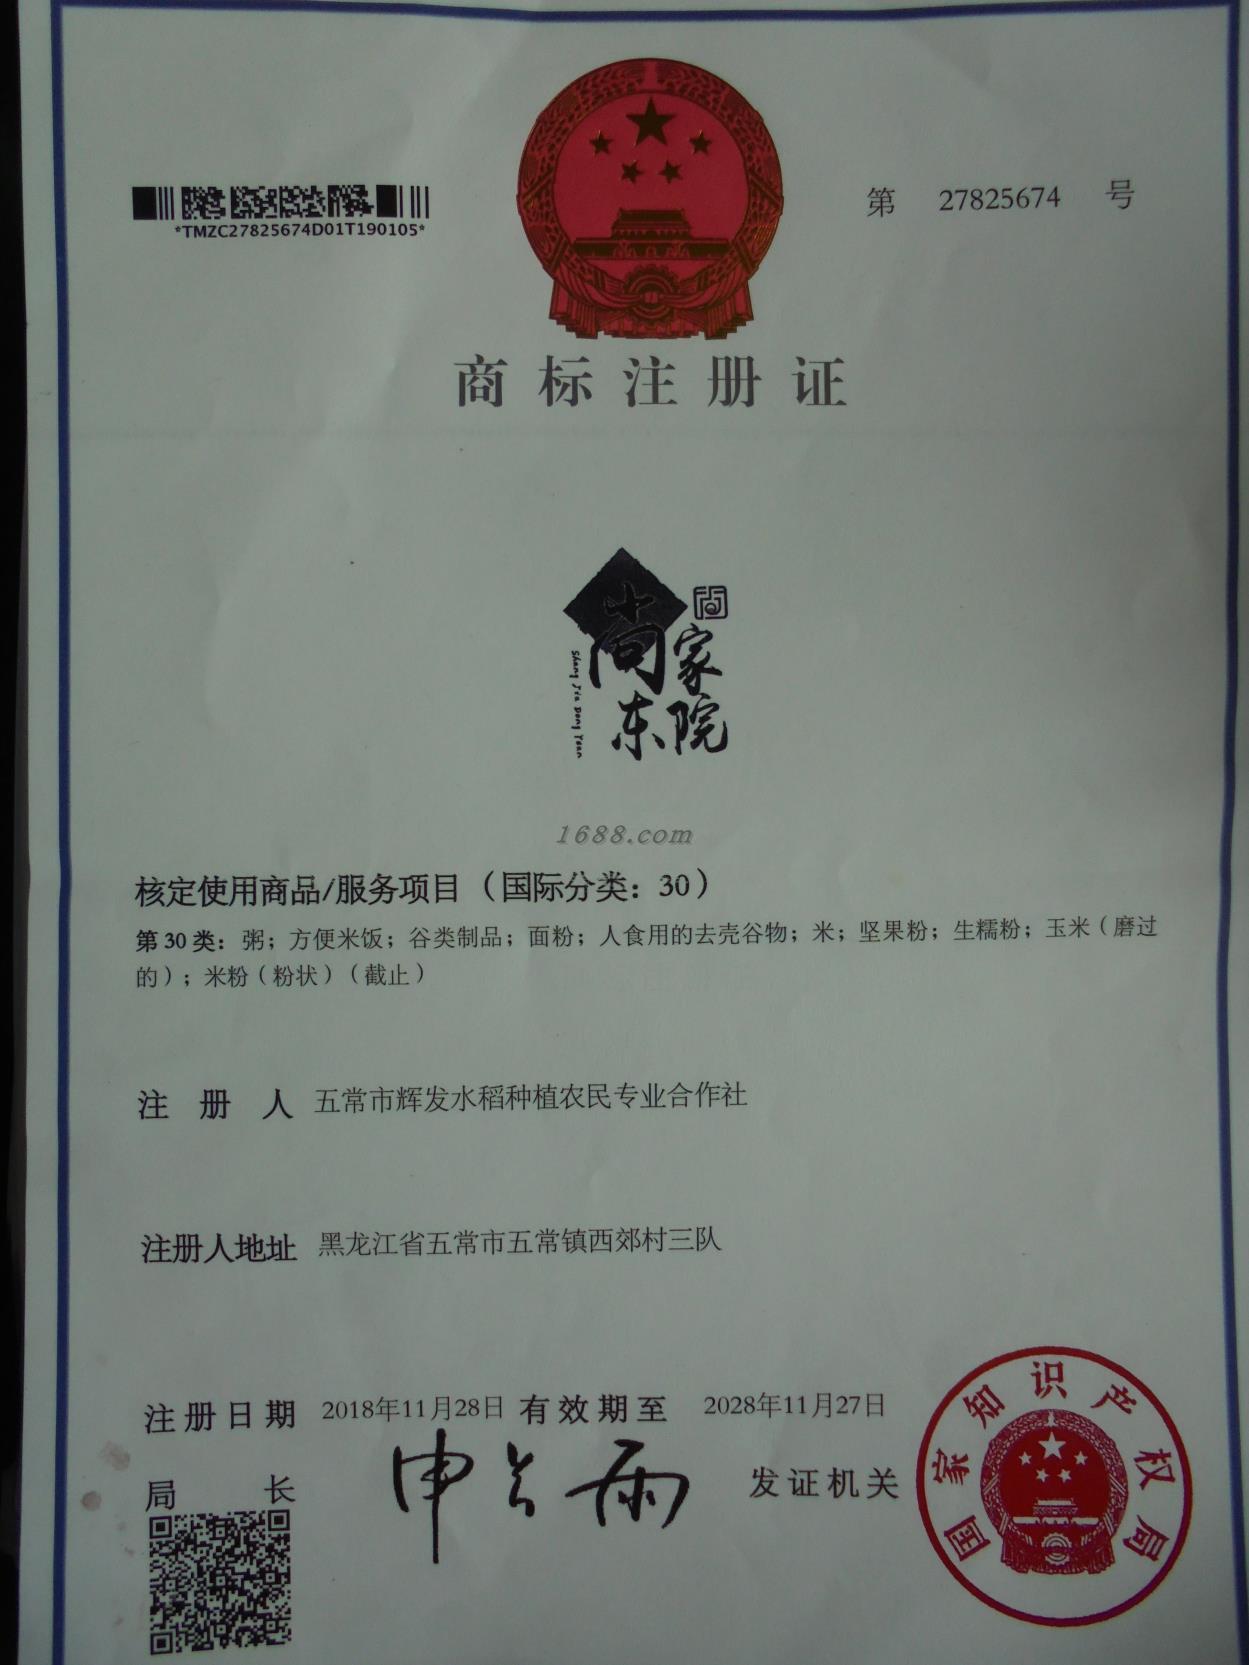 *TMZC27825674D01T190105*
第 27825674 号
商标注册证
尚家
东院
Shang Jia Dong Yuan
1688.com
核定使用商品/服务项目（国际分类：30）
第30类：粥；方便米饭；谷类制品；面粉；人食用的去壳谷物；米；坚果粉；生糯粉；玉米（磨过
的）；米粉（粉状）（截止）
注册人 五常市辉发水稻种植农民专业合作社
注册人地址 黑龙江省五常市五常镇西郊村三队
注册日期 2018年11月28日 有效期至 2028年11月27日
局长 申长雨 发证机关
国家知识产权局